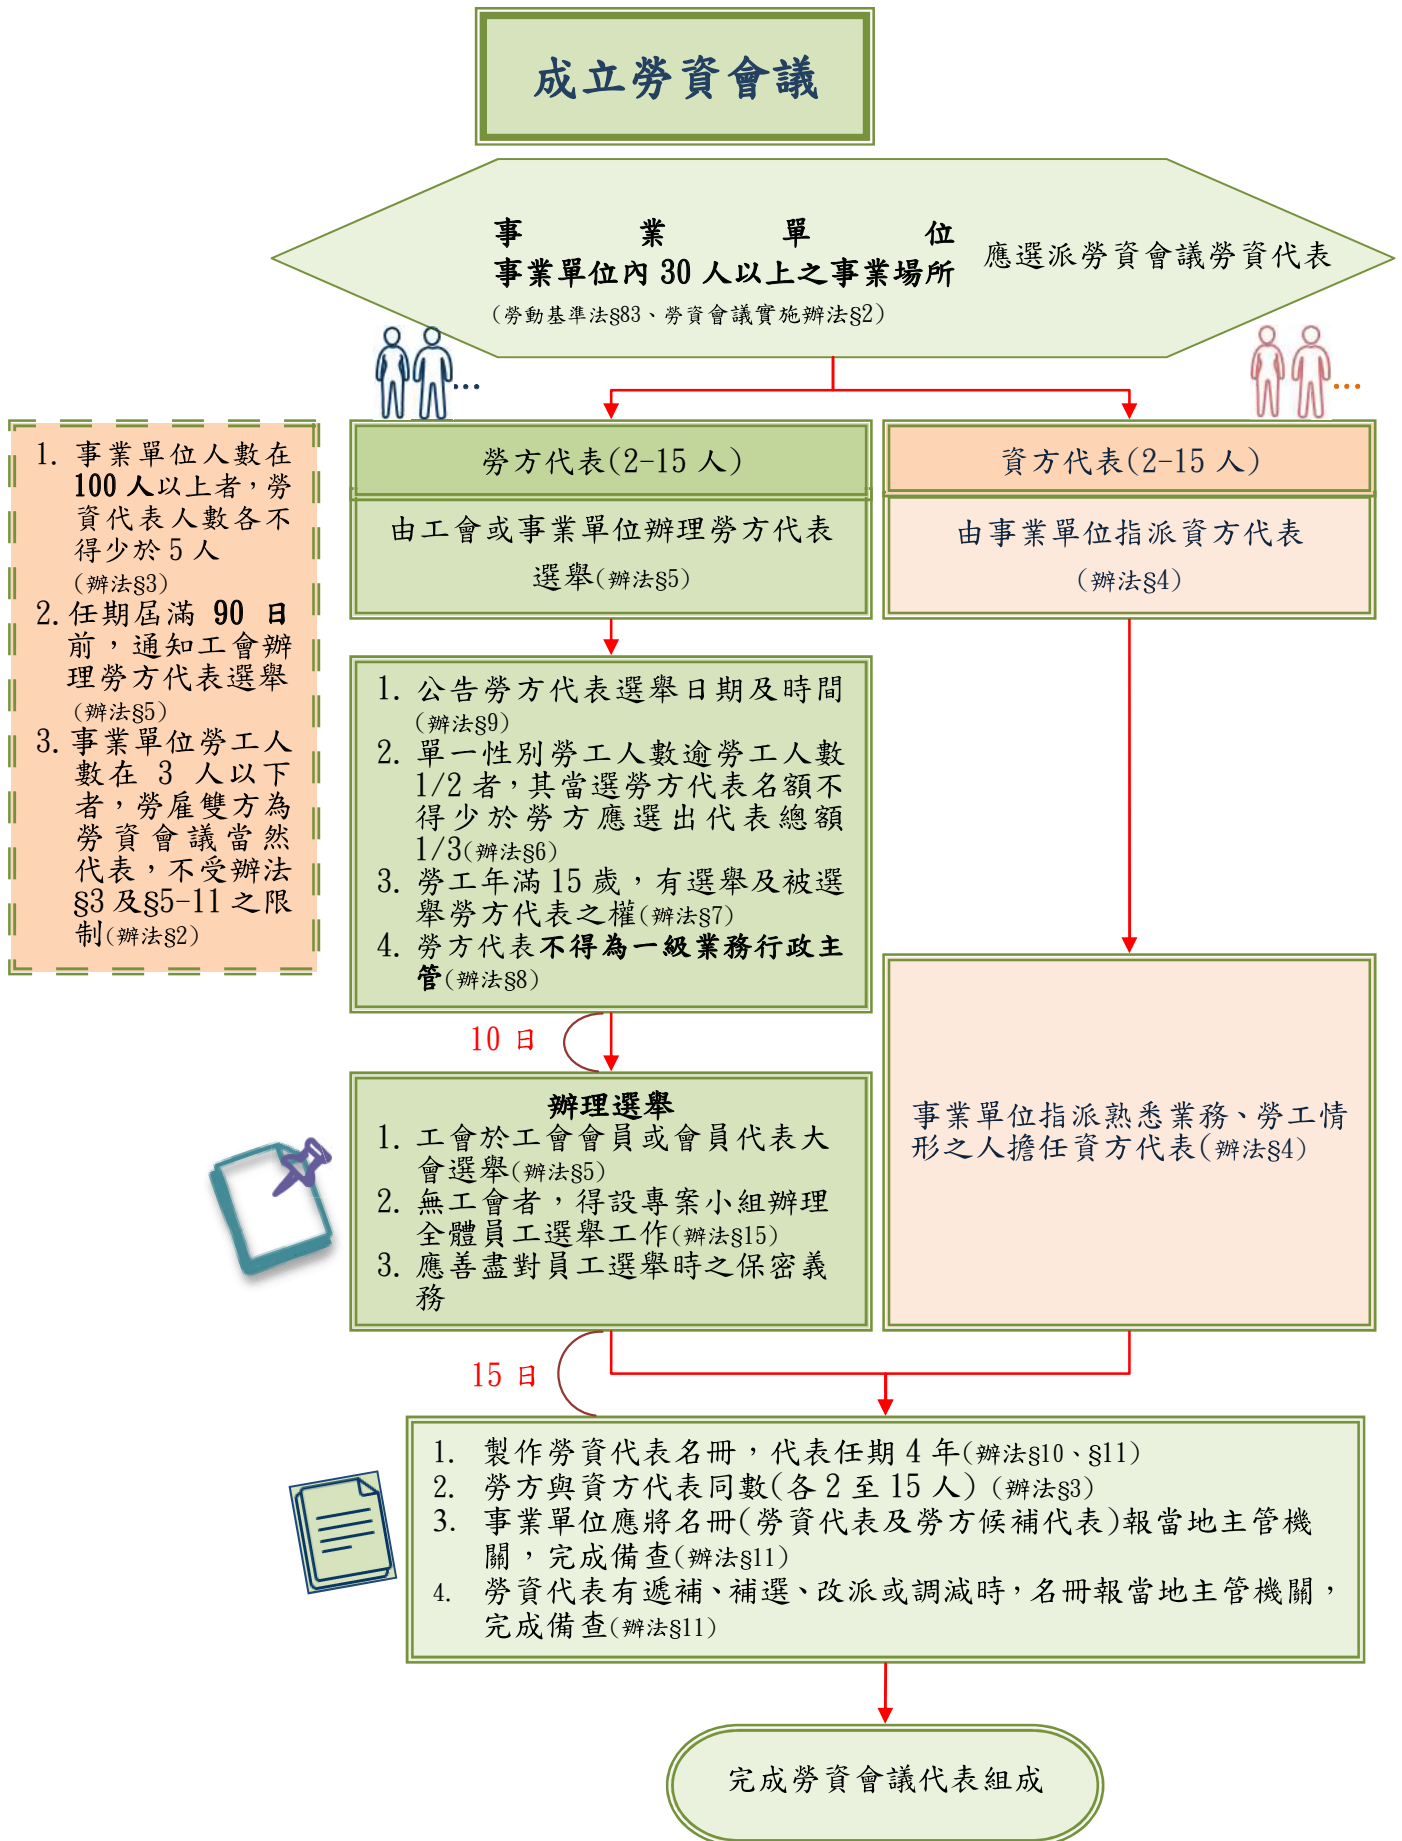 成立勞資會議
事業單位
事業單位內 30 人以上之事業場所
應選派勞資會議勞資代表
(勞動基準法§83、勞資會議實施辦法§2)
...
...
1. 事業單位人數在
100 人以上者，勞
資代表人數各不
得少於 5 人
(辦法§3)
2. 任期屆滿 90 日
前，通知工會辦
理勞方代表選舉
(辦法§5)
3. 事業單位勞工人
數在 3 人以下
者，勞雇雙方為
勞資會議當然
代表，不受辦法
§3 及§5-11 之限
制(辦法§2)
勞方代表(2-15 人)
由工會或事業單位辦理勞方代表
選舉(辦法§5)
資方代表(2-15 人)
由事業單位指派資方代表
(辦法§4)
1. 公告勞方代表選舉日期及時間
(辦法§9)
2. 單一性別勞工人數逾勞工人數
1/2 者，其當選勞方代表名額不
得少於勞方應選出代表總額
1/3(辦法§6)
3. 勞工年滿 15 歲，有選舉及被選
舉勞方代表之權(辦法§7)
4. 勞方代表不得為一級業務行政主
管(辦法§8)
10 日
辦理選舉
1. 工會於工會會員或會員代表大
會選舉(辦法§5)
2. 無工會者，得設專案小組辦理
全體員工選舉工作(辦法§15)
3. 應善盡對員工選舉時之保密義
務
事業單位指派熟悉業務、勞工情
形之人擔任資方代表(辦法§4)
15 日
1. 製作勞資代表名冊，代表任期 4 年(辦法§10、§11)
2. 勞方與資方代表同數(各 2 至 15 人) (辦法§3)
3. 事業單位應將名冊(勞資代表及勞方候補代表)報當地主管機
關，完成備查(辦法§11)
4. 勞資代表有遞補、補選、改派或調減時，名冊報當地主管機關，
完成備查(辦法§11)
完成勞資會議代表組成